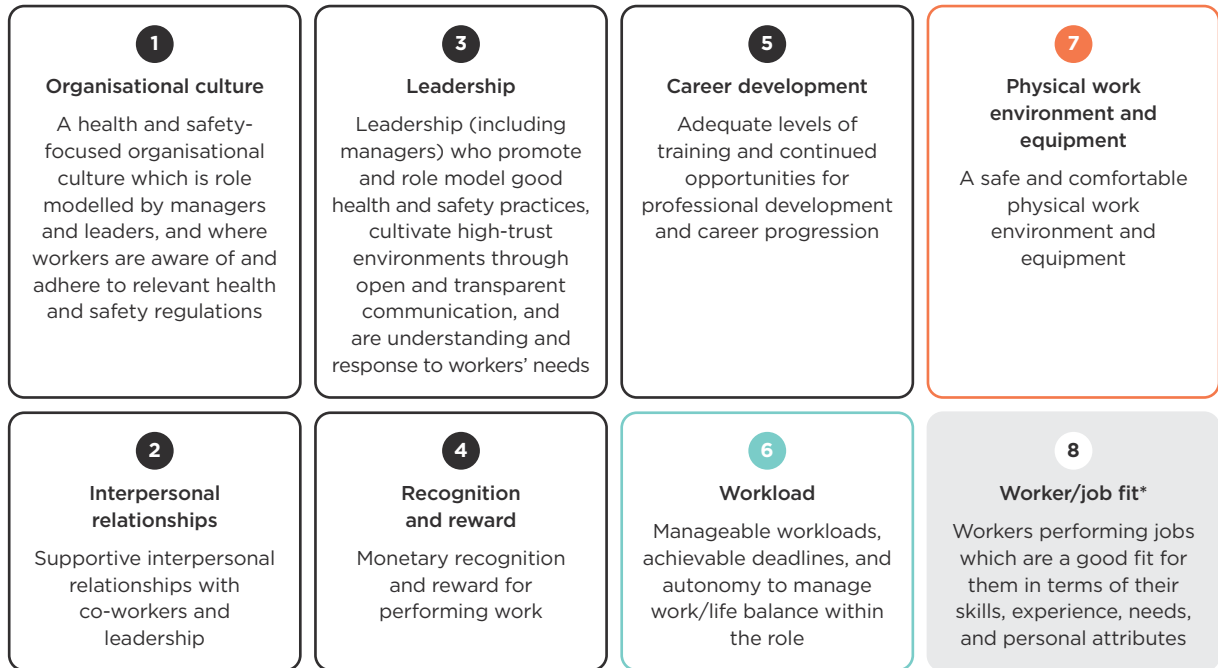 1
Organisational culture
A health and safety-
focused organisational
culture which is role
modelled by managers
and leaders, and where
workers are aware of and
adhere to relevant health
and safety regulations
2
Interpersonal
relationships
Supportive interpersonal
relationships with
co-workers and
leadership
3
Leadership
Leadership (including
managers) who promote
and role model good
health and safety practices,
cultivate high-trust
environments through
open and transparent
communication, and
are understanding and
response to workers’ needs
4
Recognition
and reward
Monetary recognition
and reward for
performing work
5
Career development
Adequate levels of
training and continued
opportunities for
professional development
and career progression
6
Workload
Manageable workloads,
achievable deadlines, and
autonomy to manage
work/life balance within
the role
7
Physical work
environment and
equipment
A safe and comfortable
physical work
environment and
equipment
8
Worker/job fit*
Workers performing jobs
which are a good fit for
them in terms of their
skills, experience, needs,
and personal attributes